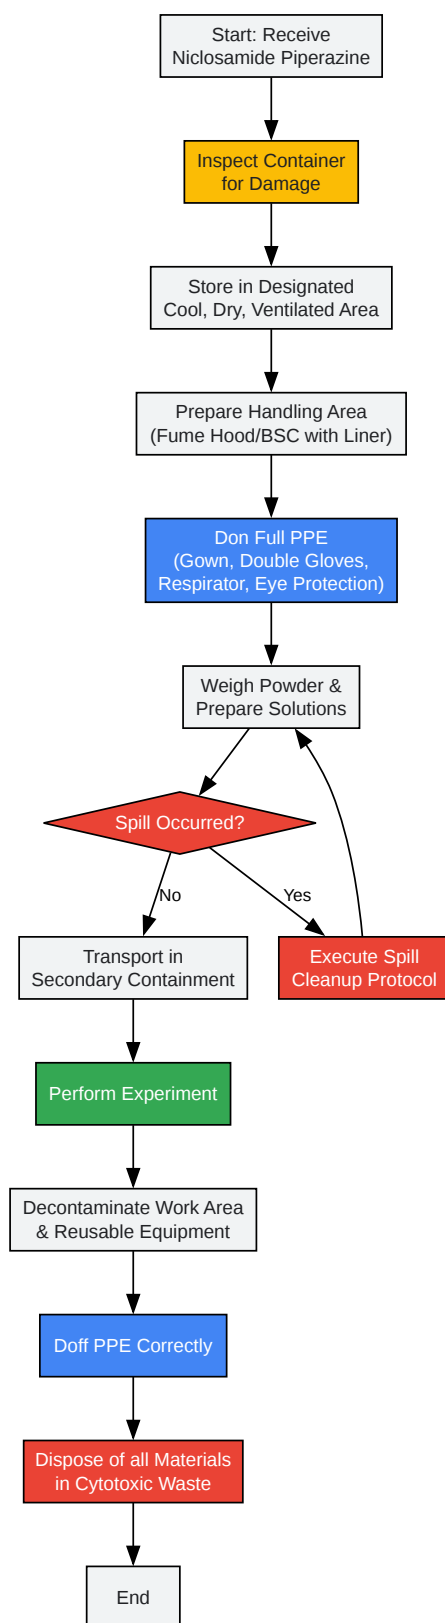 Start: Receive
Niclosamide Piperazine
Inspect Container
for Damage
Store in Designated
Cool, Dry, Ventilated Area
Prepare Handling Area
(Fume Hood/BSC with Liner)
Don Full PPE
(Gown, Double Gloves,
Respirator, Eye Protection)
Weigh Powder &
Prepare Solutions
Spill Occurred?
No
Yes
Transport in
Secondary Containment
Execute Spill
Cleanup Protocol
Perform Experiment
Decontaminate Work Area
& Reusable Equipment
Doff PPE Correctly
Dispose of all Materials
in Cytotoxic Waste
End